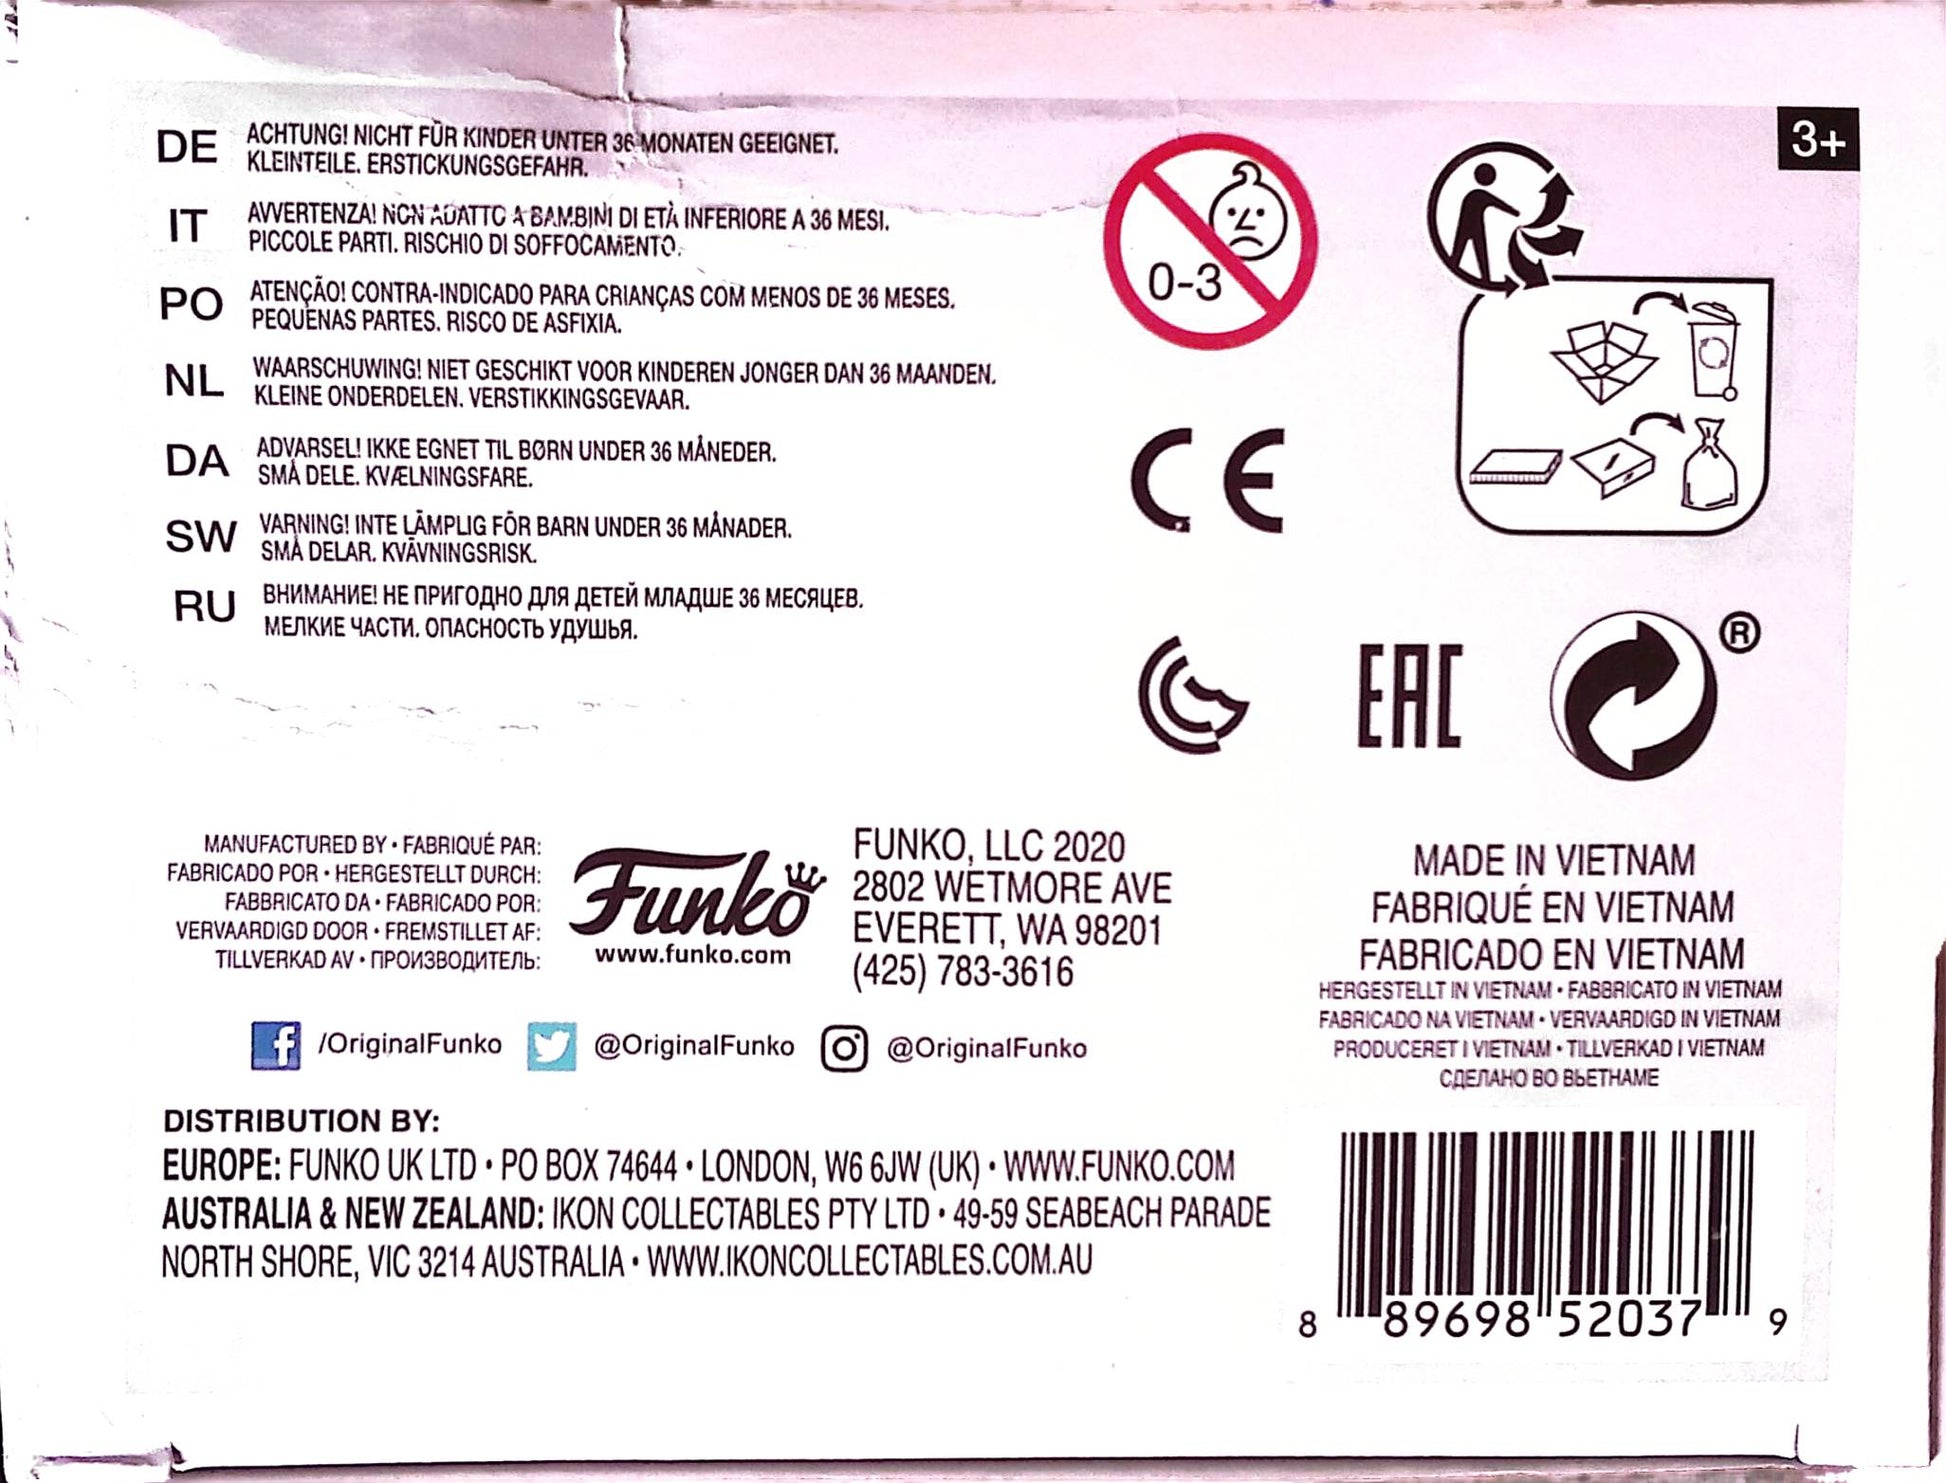 3+
DE ACHTUNG! NICHT FÜR KINDER UNTER 36 MONATEN GEEIGNET.
KLEINTEILE. ERSTICKUNGSGEFAHR.
IT AVVERTENZA! NON ADATTO A BAMBINI DI ETÀ INFERIORE A 36 MESI.
PICCOLE PARTI. RISCHIO DI SOFFOCAMENTO.
PO ATENÇÃO! CONTRA-INDICADO PARA CRIANÇAS COM MENOS DE 36 MESES.
PEQUENAS PARTES. RISCO DE ASFIXIA.
NL WAARSCHUWING! NIET GESCHIKT VOOR KINDEREN JONGER DAN 36 MAANDEN.
KLEINE ONDERDELEN. VERSTIKKINGSGEVAAR.
DA ADVARSEL! IKKE EGNET TIL BØRN UNDER 36 MÅNEDER.
SMÅ DELE. KVÆLNINGSFARE.
SW VARNING! INTE LÄMPLIG FÖR BARN UNDER 36 MÅNADER.
SMÅ DELAR. KVÄVNINGSRISK.
RU ВНИМАНИЕ! НЕ ПРИГОДНО ДЛЯ ДЕТЕЙ МЛАДШЕ 36 МЕСЯЦЕВ.
МЕЛКИЕ ЧАСТИ. ОПАСНОСТЬ УДУШЬЯ.
0-3
CE
EAC
®
MANUFACTURED BY • FABRIQUÉ PAR:
FABRICADO POR • HERGESTELLT DURCH:
FABBRICATO DA • FABRICADO POR:
VERVAARDIGD DOOR • FREMSTILLET AF:
TILLVERKAD AV • ПРОИЗВОДИТЕЛЬ:
Funko
www.funko.com
FUNKO, LLC 2020
2802 WETMORE AVE
EVERETT, WA 98201
(425) 783-3616
MADE IN VIETNAM
FABRIQUÉ EN VIETNAM
FABRICADO EN VIETNAM
HERGESTELLT IN VIETNAM • FABBRICATO IN VIETNAM
FABRICADO NA VIETNAM • VERVAARDIGD IN VIETNAM
PRODUCERET I VIETNAM • TILLVERKAD I VIETNAM
СДЕЛАНО ВО ВЬЕТНАМЕ
f /OriginalFunko @OriginalFunko @OriginalFunko
DISTRIBUTION BY:
EUROPE: FUNKO UK LTD • PO BOX 74644 • LONDON, W6 6JW (UK) • WWW.FUNKO.COM
AUSTRALIA & NEW ZEALAND: IKON COLLECTABLES PTY LTD • 49-59 SEABEACH PARADE
NORTH SHORE, VIC 3214 AUSTRALIA • WWW.IKONCOLLECTABLES.COM.AU
8 89698 52037 9